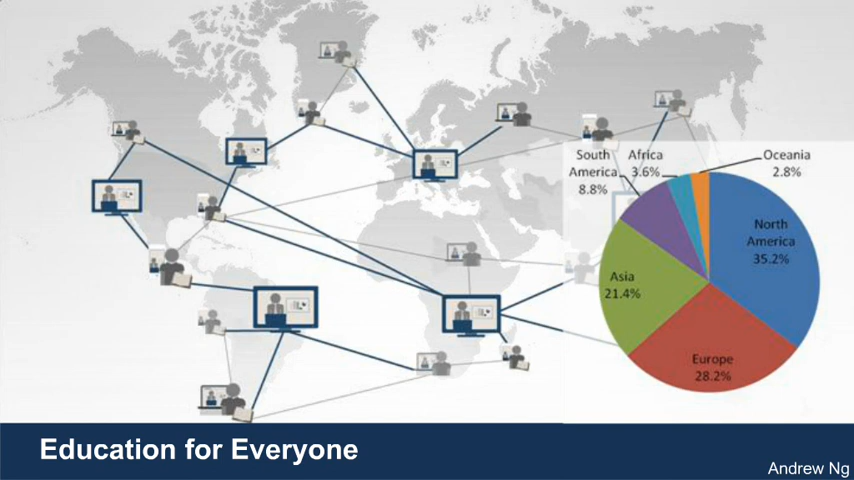 South
America
8.8%
Africa
3.6%
Oceania
2.8%
North
America
35.2%
Asia
21.4%
Europe
28.2%
Education for Everyone
Andrew Ng